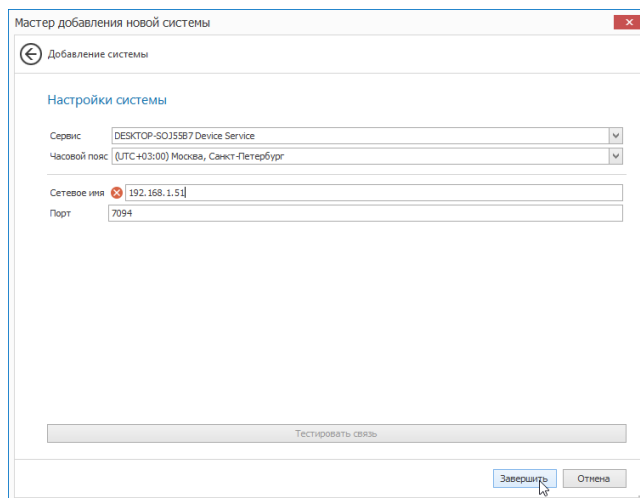 Мастер добавления новой системы
Добавление системы
Настройки системы
Сервис DESKTOP-SOJ55B7 Device Service
Часовой пояс (UTC+03:00) Москва, Санкт-Петербург
Сетевое имя 192.168.1.51
Порт 7094
Тестировать связь
Завершить Отмена